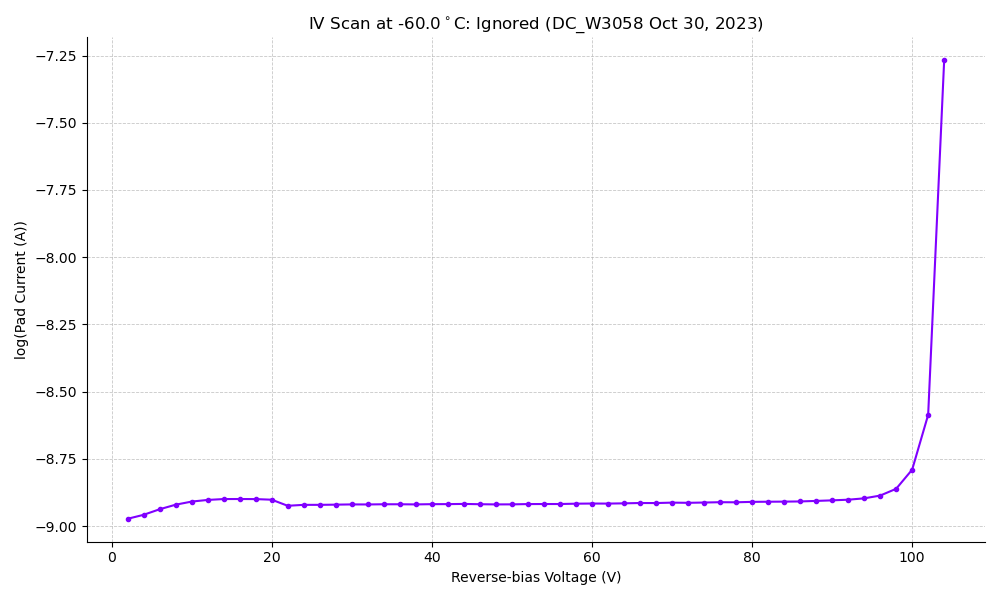 IV Scan at -60.0°C: Ignored (DC_W3058 Oct 30, 2023)
log(Pad Current (A))
−7.25
−7.50
−7.75
−8.00
−8.25
−8.50
−8.75
−9.00
0 20 40 60 80 100
Reverse-bias Voltage (V)